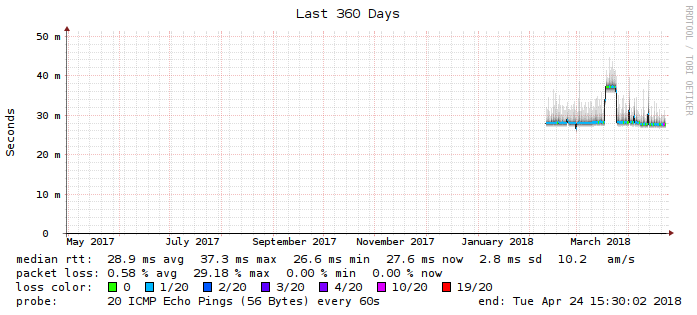 Last 360 Days
RRDTOOL / TOBI OETIKER
Seconds
50 m
40 m
30 m
20 m
10 m
0
May 2017 July 2017 September 2017 November 2017 January 2018 March 2018
median rtt: 28.9 ms avg 37.3 ms max 26.6 ms min 27.6 ms now 2.8 ms sd 10.2 am/s
packet loss: 0.58 % avg 29.18 % max 0.00 % min 0.00 % now
loss color: 0 1/20 2/20 3/20 4/20 10/20 19/20
probe: 20 ICMP Echo Pings (56 Bytes) every 60s end: Tue Apr 24 15:30:02 2018